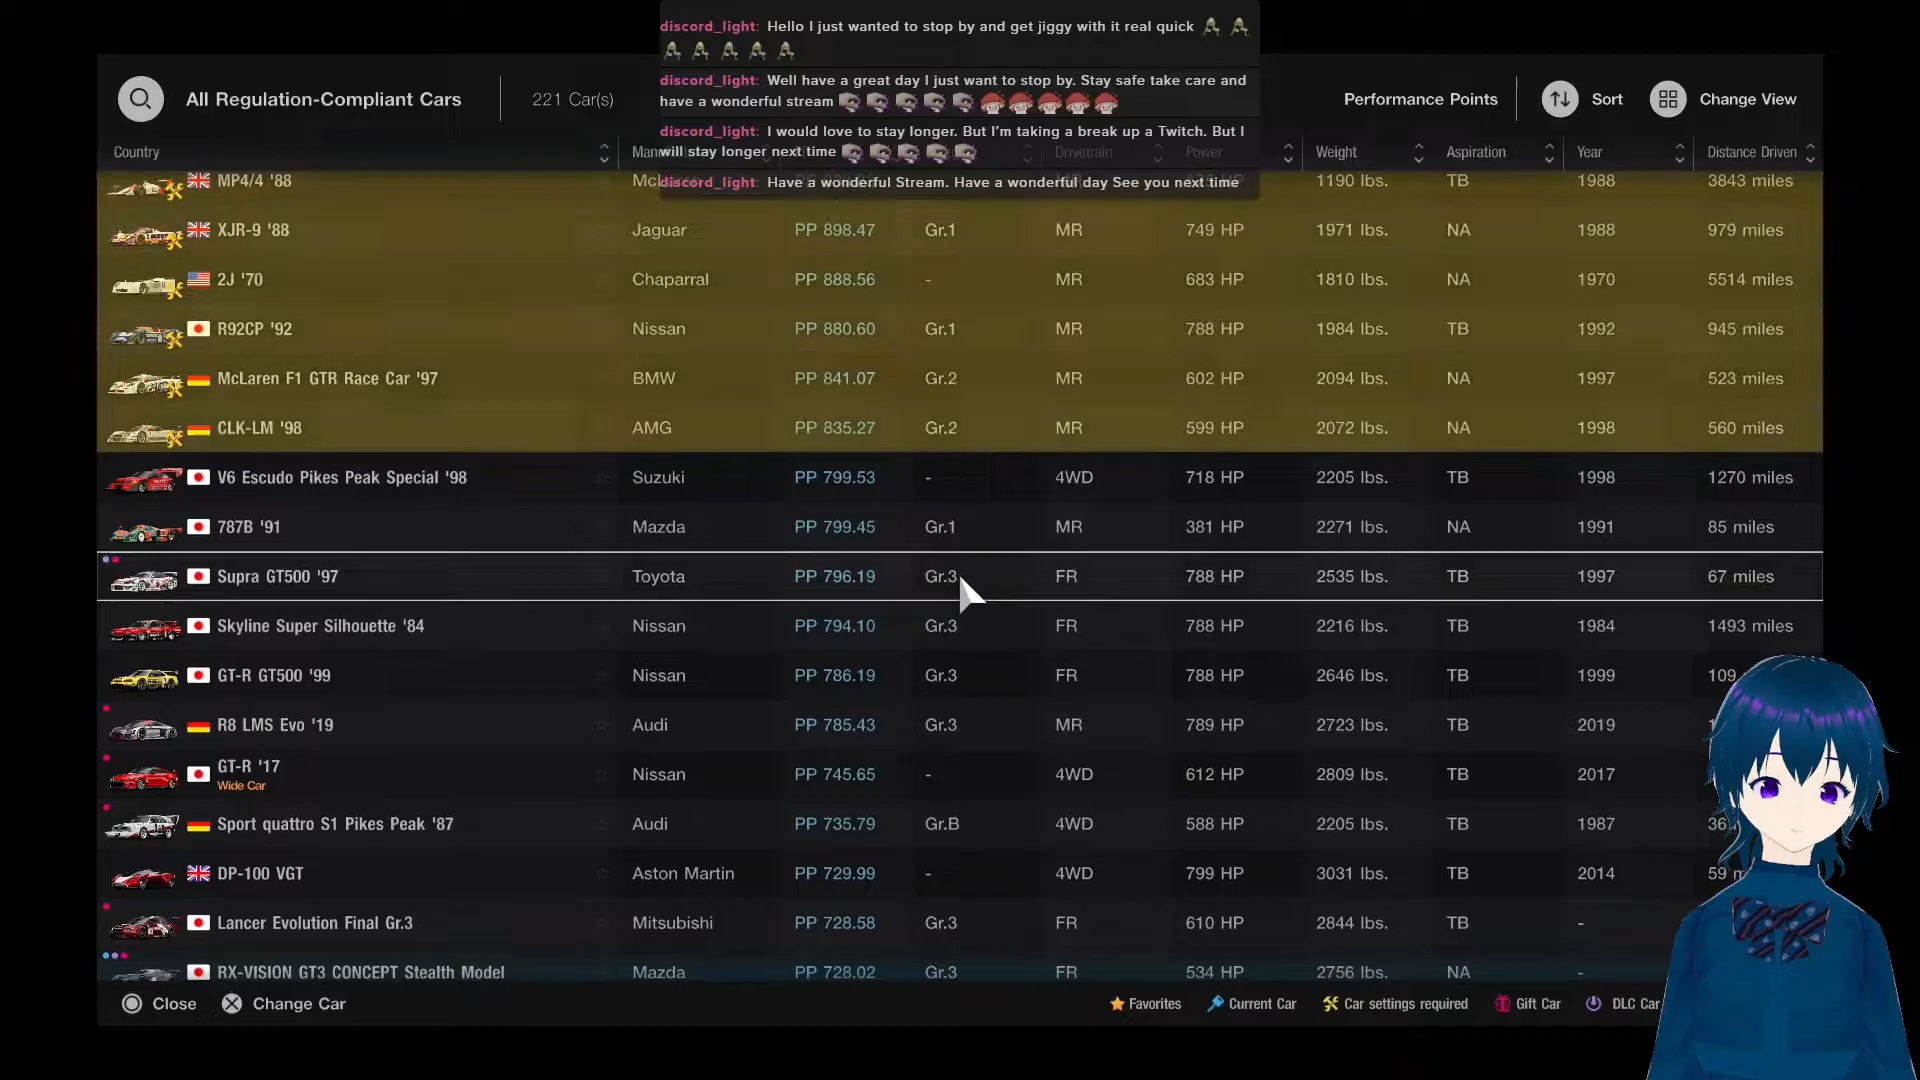 discord_light: Hello I just wanted to stop by and get jiggy with it real quick
discord_light: Well have a great day I just want to stop by. Stay safe take care and
have a wonderful stream
discord_light: I would love to stay longer. But I'm taking a break up a Twitch. But I
will stay longer next time
discord_light: Have a wonderful Stream. Have a wonderful day See you next time
All Regulation-Compliant Cars 221 Car(s) Performance Points Sort Change View
Country Drivetrain Power Weight Aspiration Year Distance Driven
MP4/4 '88 1190 lbs. TB 1988 3843 miles
XJR-9 '88 Jaguar PP 898.47 Gr.1 MR 749 HP 1971 lbs. NA 1988 979 miles
2J '70 Chaparral PP 888.56 - MR 683 HP 1810 lbs. NA 1970 5514 miles
R92CP '92 Nissan PP 880.60 Gr.1 MR 788 HP 1984 lbs. TB 1992 945 miles
McLaren F1 GTR Race Car '97 BMW PP 841.07 Gr.2 MR 602 HP 2094 lbs. NA 1997 523 miles
CLK-LM '98 AMG PP 835.27 Gr.2 MR 599 HP 2072 lbs. NA 1998 560 miles
V6 Escudo Pikes Peak Special '98 Suzuki PP 799.53 - 4WD 718 HP 2205 lbs. TB 1998 1270 miles
787B '91 Mazda PP 799.45 Gr.1 MR 381 HP 2271 lbs. NA 1991 85 miles
Supra GT500 '97 Toyota PP 796.19 Gr.3 FR 788 HP 2535 lbs. TB 1997 67 miles
Skyline Super Silhouette '84 Nissan PP 794.10 Gr.3 FR 788 HP 2216 lbs. TB 1984 1493 miles
GT-R GT500 '99 Nissan PP 786.19 Gr.3 FR 788 HP 2646 lbs. TB 1999 109
R8 LMS Evo '19 Audi PP 785.43 Gr.3 MR 789 HP 2723 lbs. TB 2019
GT-R '17 Nissan PP 745.65 - 4WD 612 HP 2809 lbs. TB 2017
Wide Car
Sport quattro S1 Pikes Peak '87 Audi PP 735.79 Gr.B 4WD 588 HP 2205 lbs. TB 1987
DP-100 VGT Aston Martin PP 729.99 - 4WD 799 HP 3031 lbs. TB 2014 59
Lancer Evolution Final Gr.3 Mitsubishi PP 728.58 Gr.3 FR 610 HP 2844 lbs. TB -
RX-VISION GT3 CONCEPT Stealth Model Mazda PP 728.02 Gr.3 FR 534 HP 2756 lbs. NA -
Close Change Car Favorites Current Car Car settings required Gift Car DLC Car